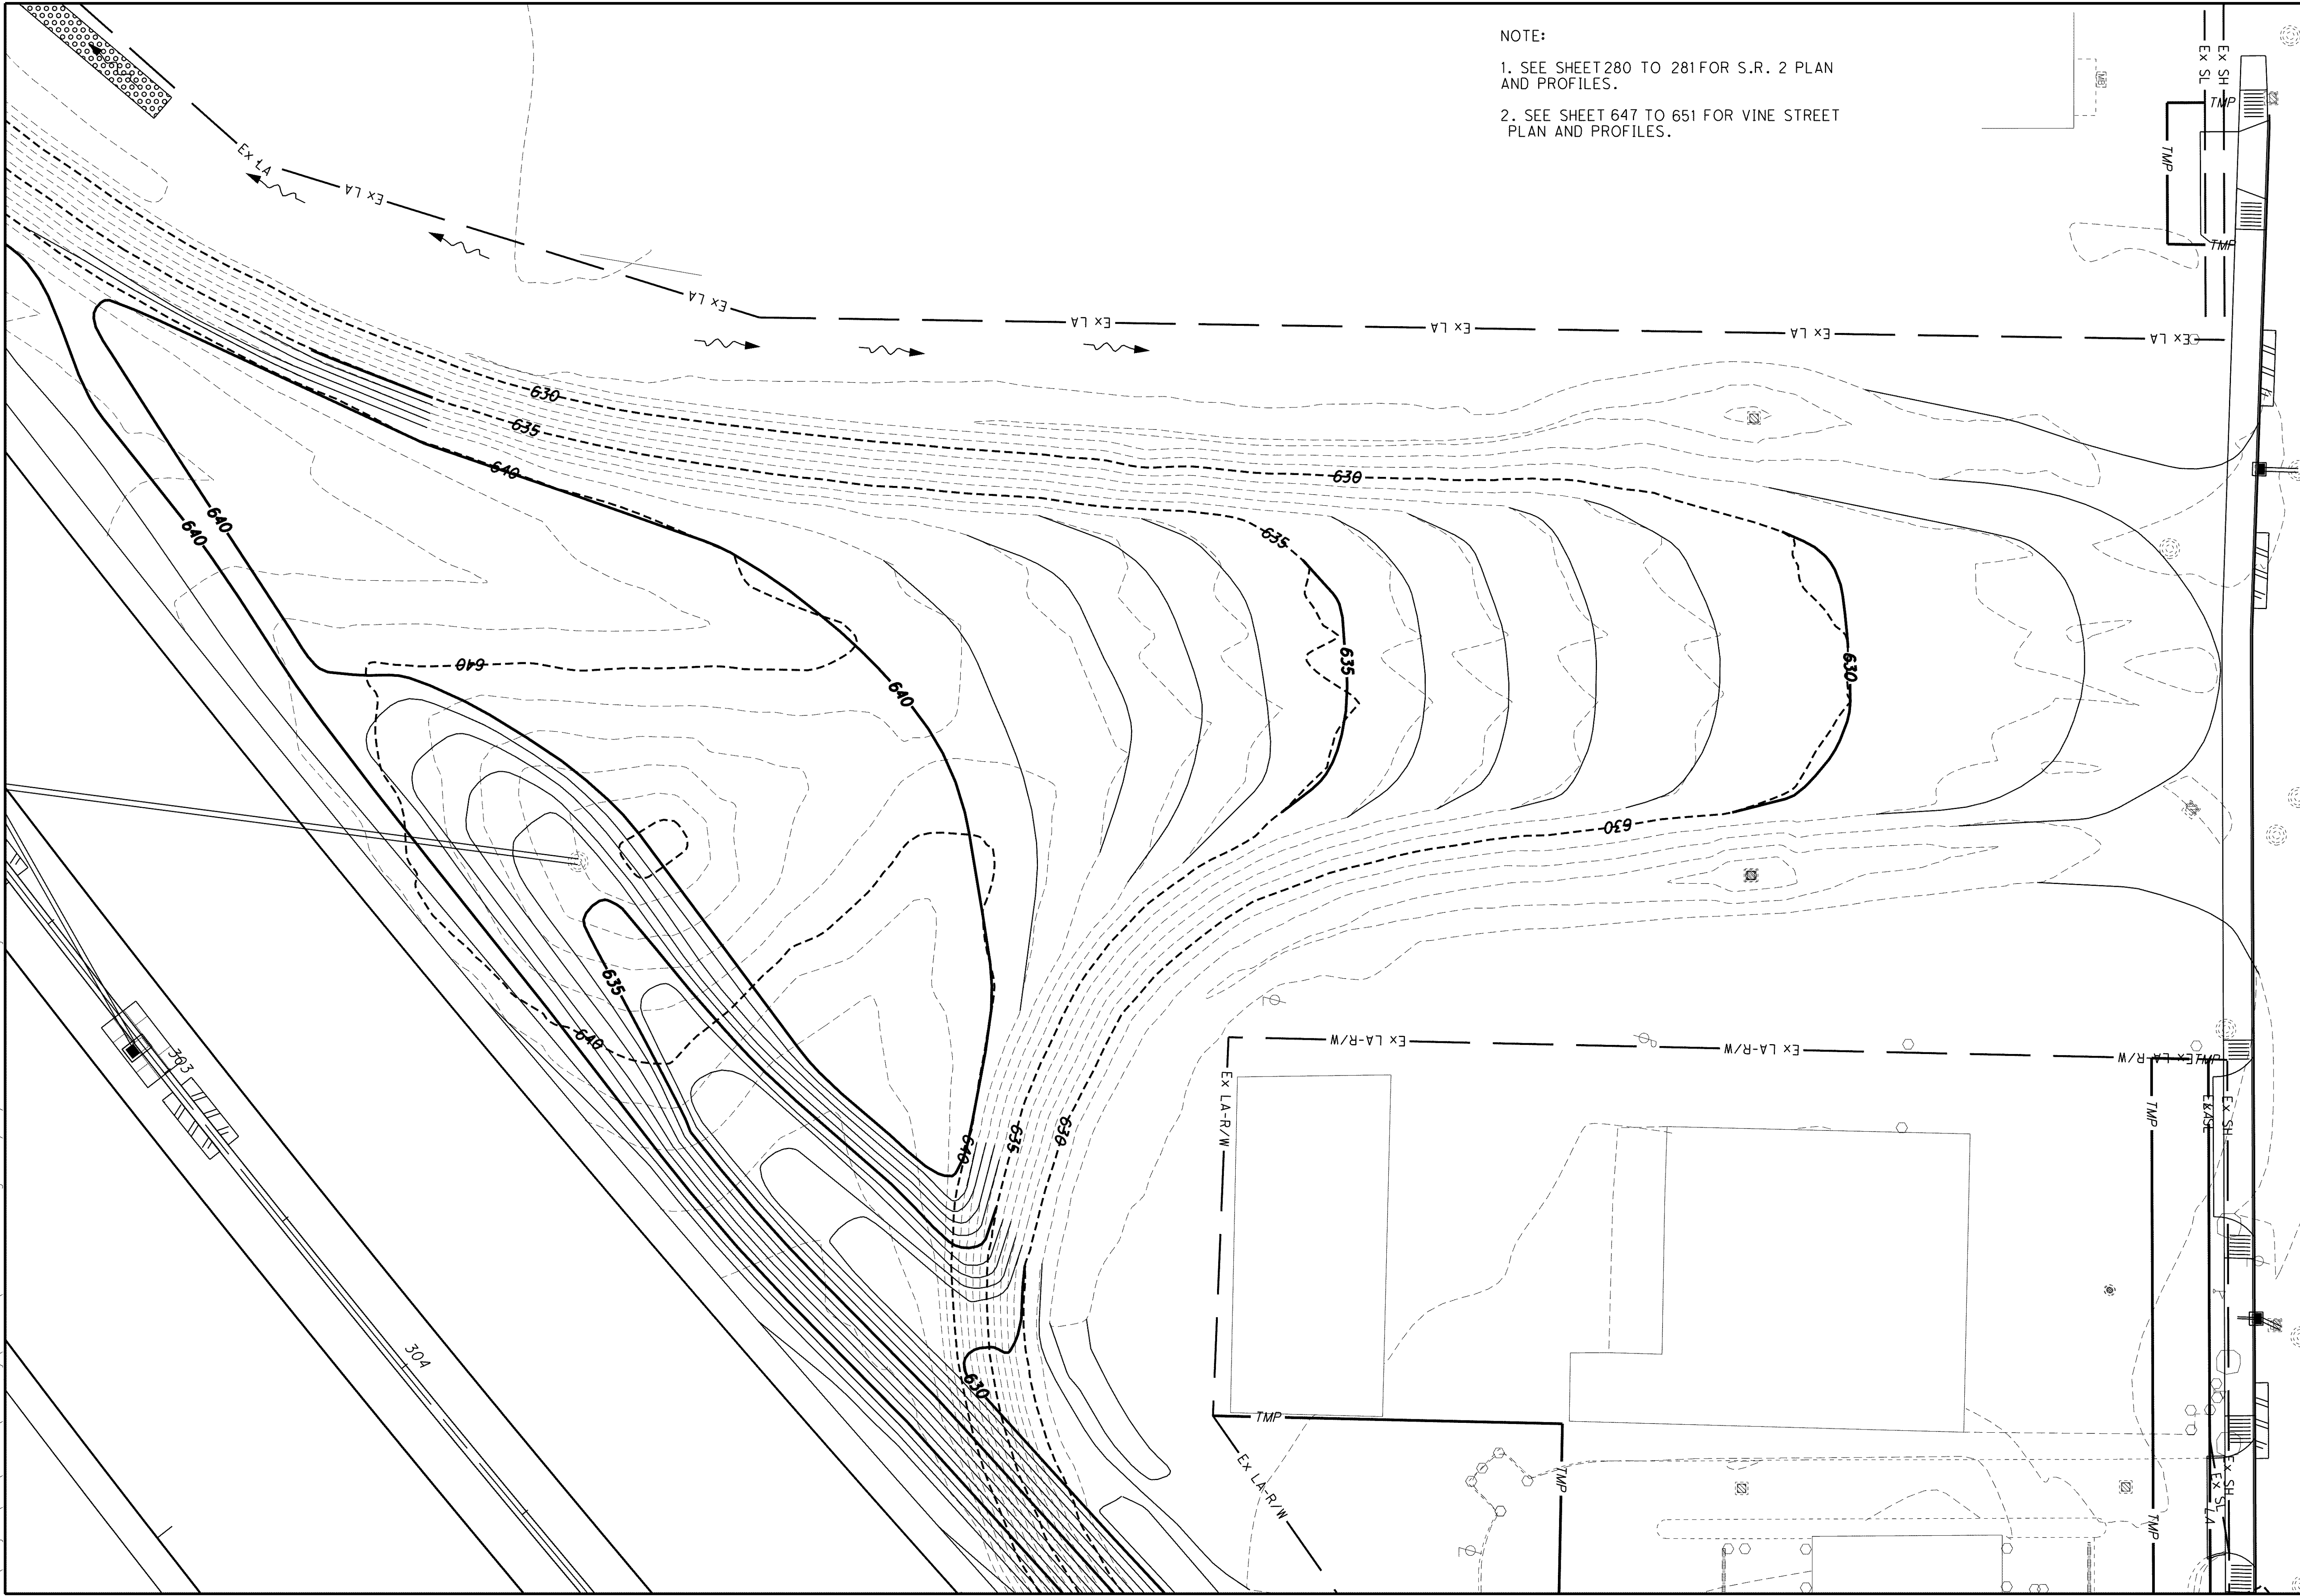 NOTE:
1. SEE SHEET 280 TO 281 FOR S.R. 2 PLAN
AND PROFILES.
2. SEE SHEET 647 TO 651 FOR VINE STREET
PLAN AND PROFILES.
Ex SL
Ex SH
TMP
TMP
TMP
Ex LA
Ex LA
Ex LA
Ex LA
Ex LA
Ex LA
Ex LA
630
635
640
630
635
640
640
640
640
635
630
630
635
640
640
635
630
630
303
304
Ex LA-R/W
Ex LA-R/W
Ex LA-R/W
TMP
Ex LA-R/W
TMP
Ex SH
TMP
TMP
Ex LA-R/W
TMP
Ex SH
Ex SL
LA